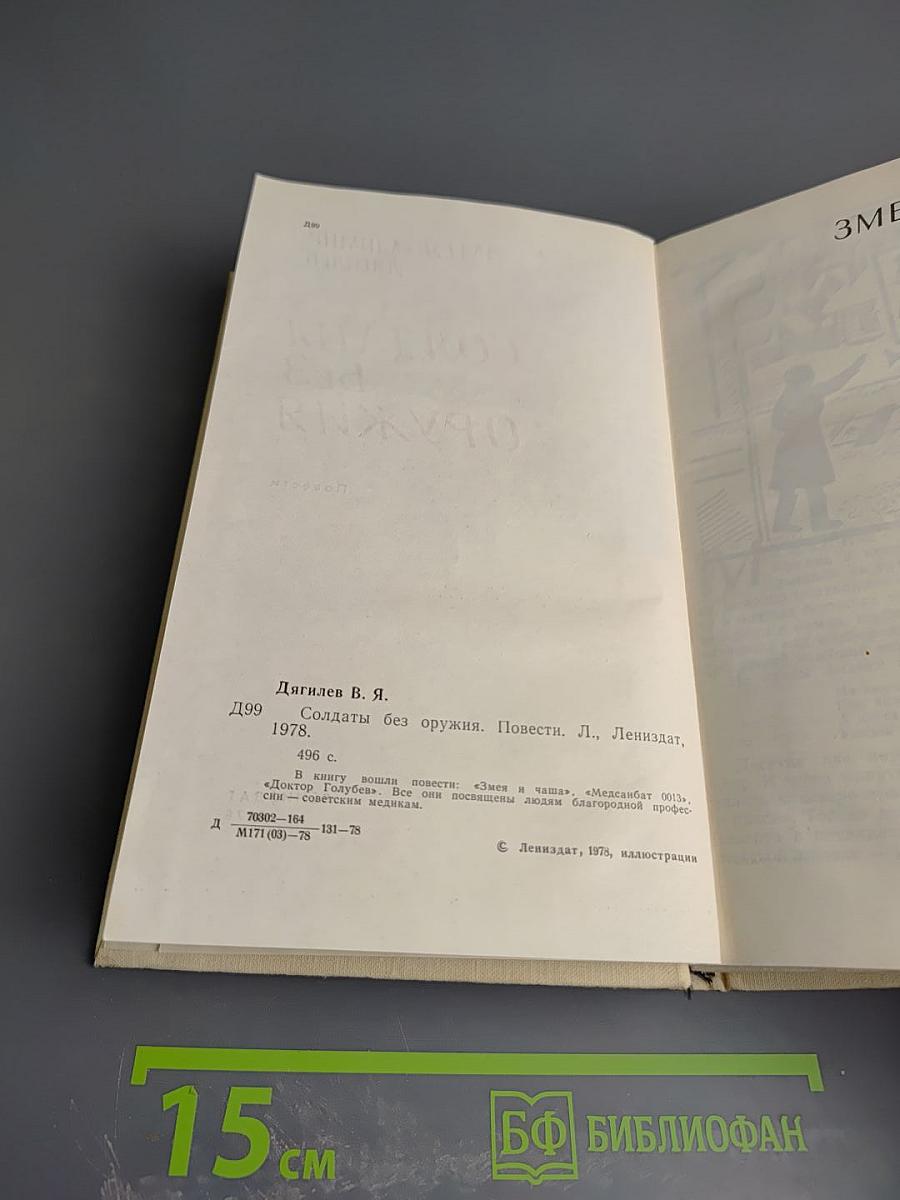 Д99
ЗМЕ
Дягилев В. Я.
Д99 Солдаты без оружия. Повести. Л., Лениздат,
1978.
496 с.
В книгу вошли повести: «Змея и чаша», «Медсанбат 0013»,
«Доктор Голубев». Все они посвящены людям благородной профес-
сии — советским медикам.
Д 70302—164
М171(03)—78 131—78
© Лениздат, 1978, иллюстрации
15 см
БФ БИБЛИОФАН